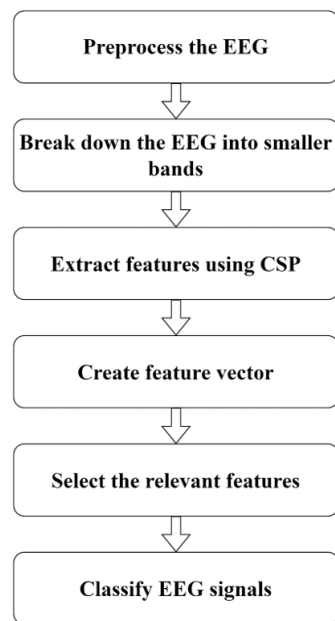 Preprocess the EEG
Break down the EEG into smaller
bands
Extract features using CSP
Create feature vector
Select the relevant features
Classify EEG signals